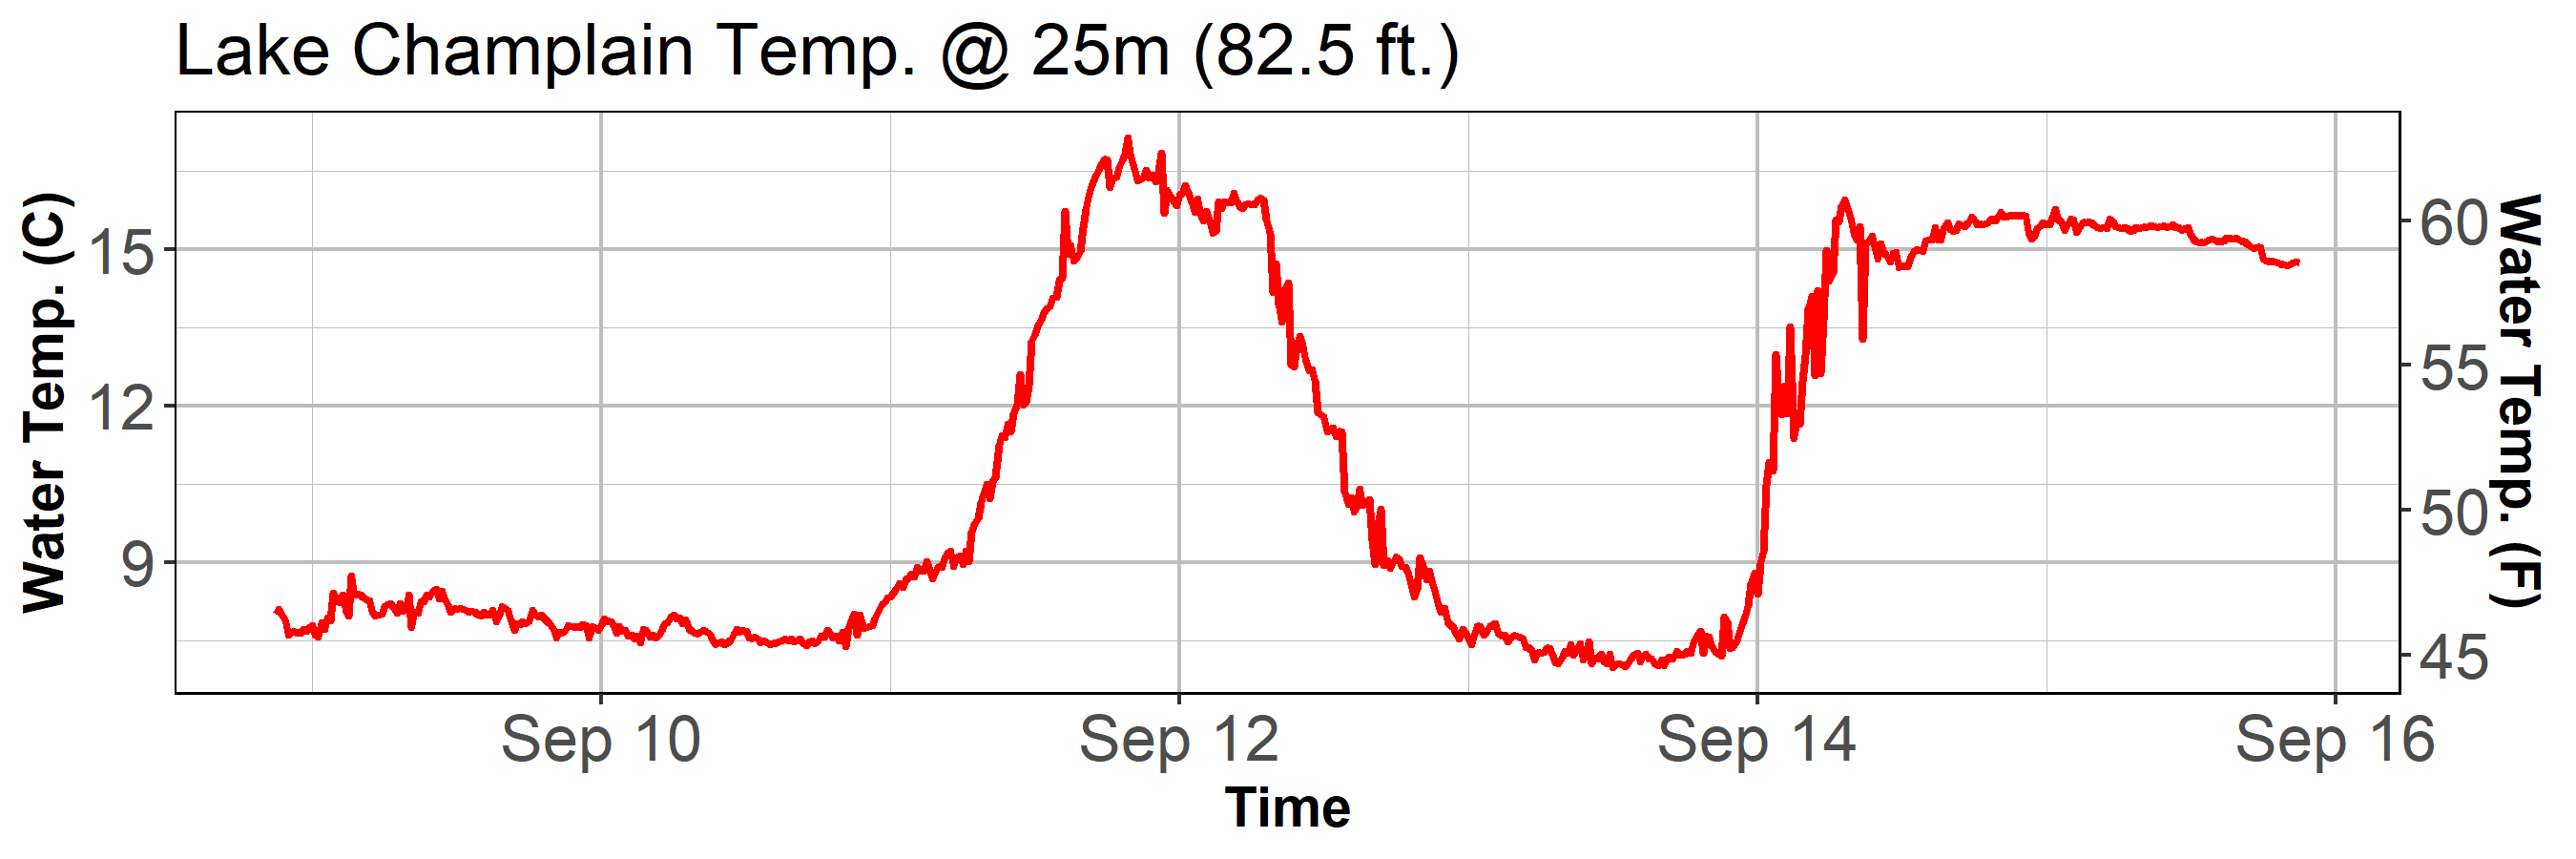 Lake Champlain Temp. @ 25m (82.5 ft.)
Water Temp. (C)
15
12
9
60
55
50
45
Water Temp. (F)
Sep 10
Sep 12
Sep 14
Sep 16
Time